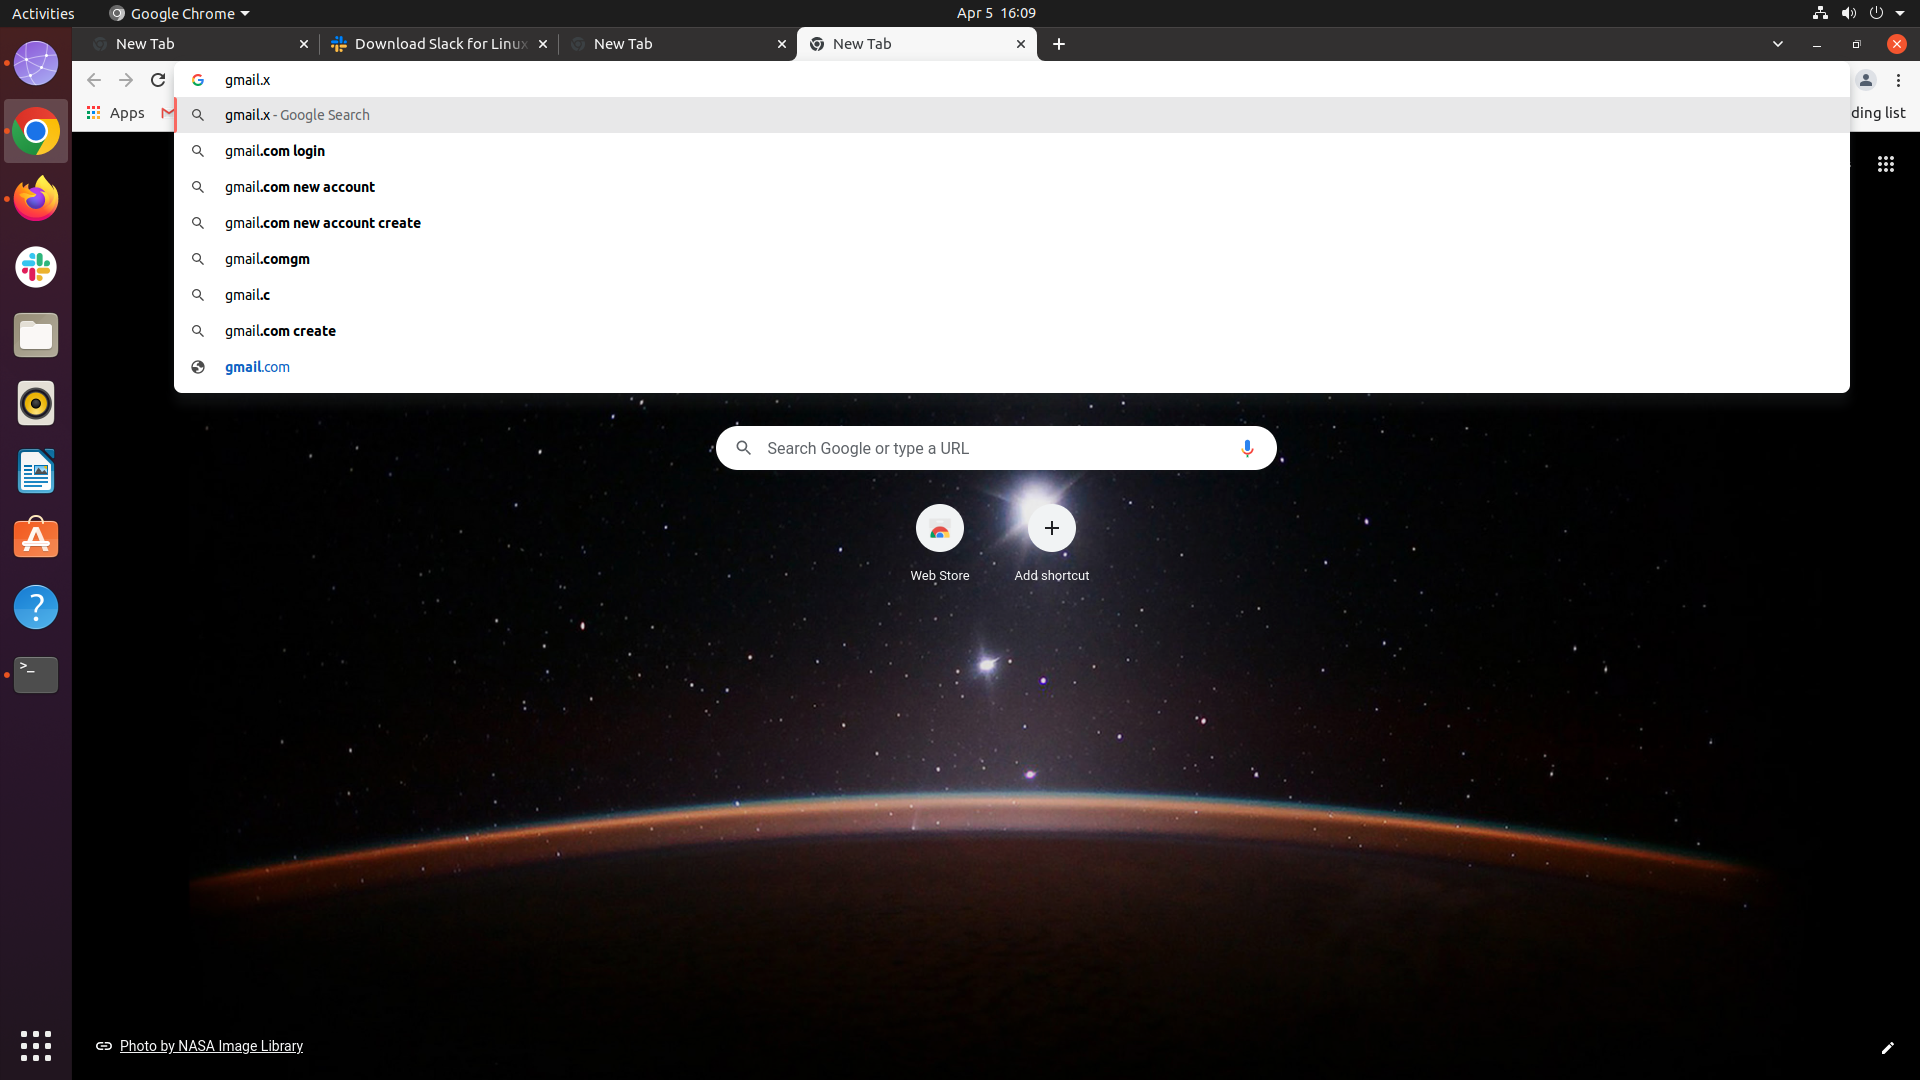 Activities
Google Chrome
Apr 5 16:09
New Tab
Download Slack for Linux
New Tab
New Tab
gmail.x
Apps
ding list
gmail.x - Google Search
gmail.com login
gmail.com new account
gmail.com new account create
gmail.comgm
gmail.c
gmail.com create
gmail.com
Search Google or type a URL
Web Store
Add shortcut
Photo by NASA Image Library